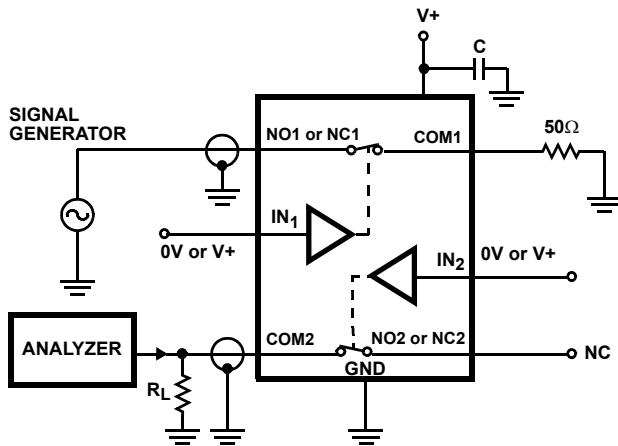 V+
C
SIGNAL
GENERATOR
NO1 or NC1
COM1
50Ω
IN1
0V or V+
IN2
0V or V+
ANALYZER
COM2
NO2 or NC2
NC
GND
RL